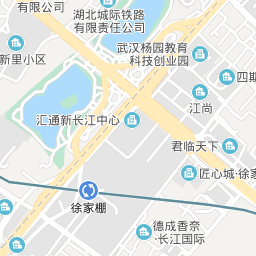 有限公司
湖北城际铁路
有限责任公司
武汉杨园教育
科技创业园
新里小区
四期
江尚
汇通新长江中心
君临天下
匠心城·徐家
徐家棚
德成香奈
·长江国际